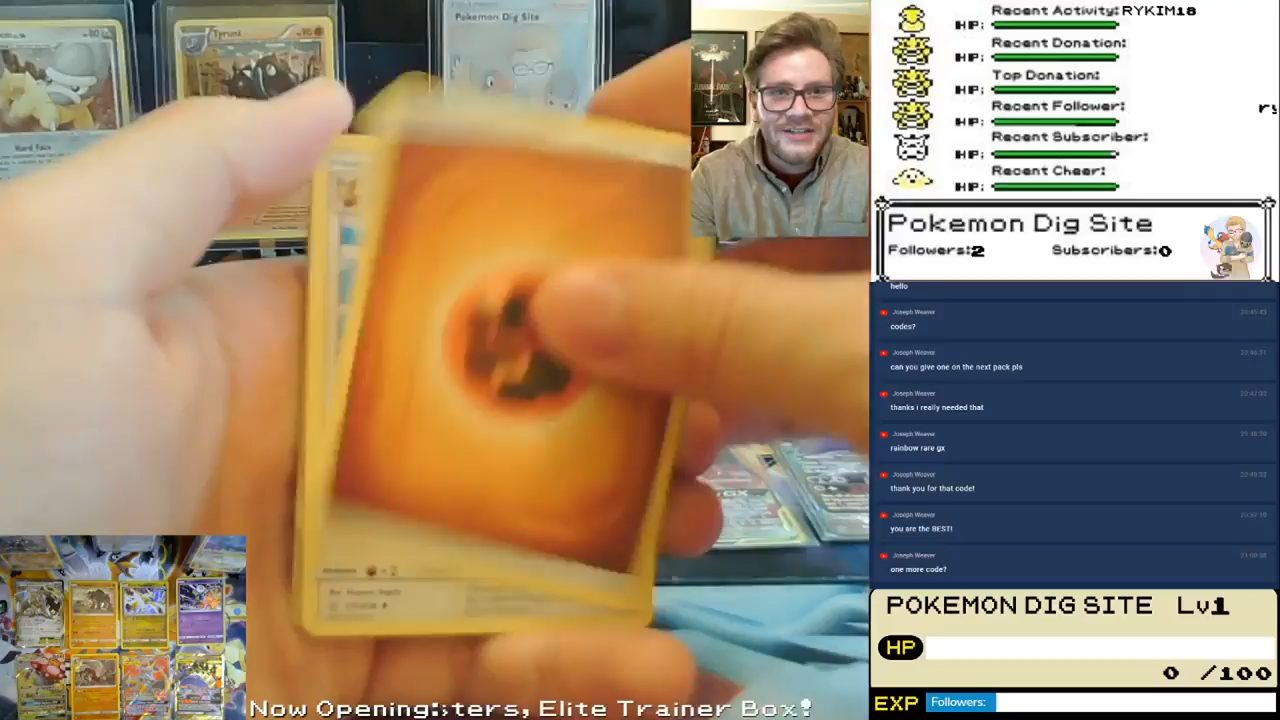 Tyrunt
Pokemon Dig Site
Hard Face
Recent Activity: RYKIM18
HP:
Recent Donation:
HP:
Top Donation:
HP:
Recent Follower:
ry
HP:
Recent Subscriber:
HP:
Recent Cheer:
HP:
Pokemon Dig Site
Followers:2 Subscribers:0
hello
Joseph Weaver
codes?
Joseph Weaver
can you give one on the next pack pls
Joseph Weaver
thanks i really needed that
Joseph Weaver
rainbow rare gx
Joseph Weaver
thank you for that code!
Joseph Weaver
you are the BEST!
Joseph Weaver
one more code?
POKEMON DIG SITE Lv1
HP
0 /100
EXP Followers:
Now Opening:sters, Elite Trainer Box!